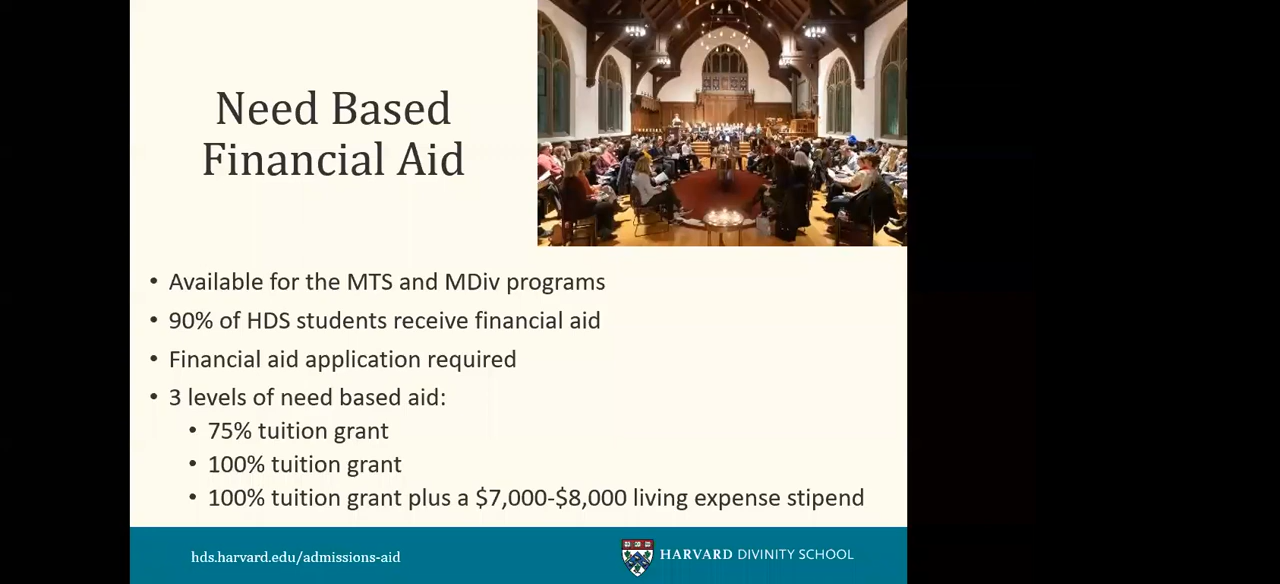 Need Based
Financial Aid
• Available for the MTS and MDiv programs
• 90% of HDS students receive financial aid
• Financial aid application required
• 3 levels of need based aid:
• 75% tuition grant
• 100% tuition grant
• 100% tuition grant plus a $7,000-$8,000 living expense stipend
hds.harvard.edu/admissions-aid
HARVARD DIVINITY SCHOOL